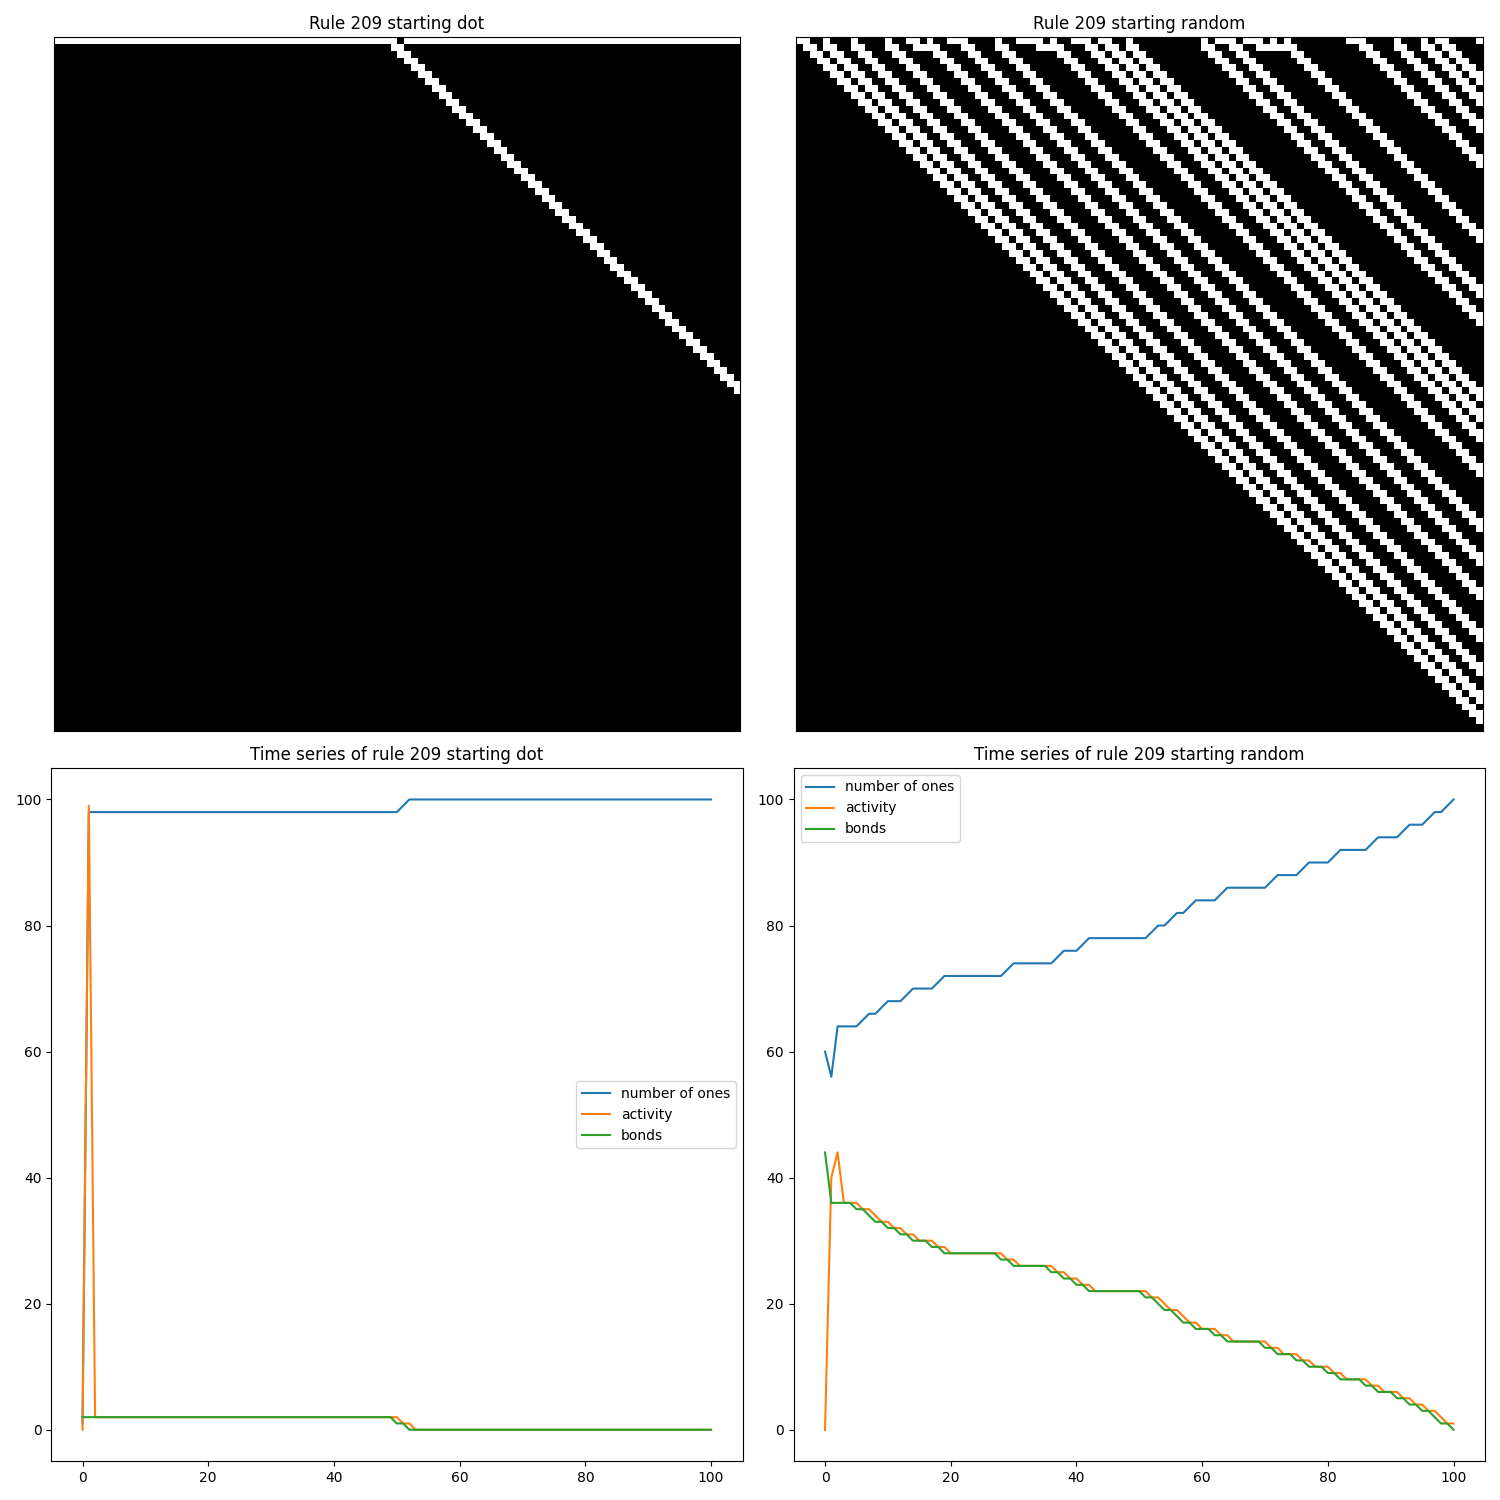 Rule 209 starting dot
Rule 209 starting random
Time series of rule 209 starting dot
100
80
60
40
20
0
number of ones
activity
bonds
0
20
40
60
80
100
Time series of rule 209 starting random
number of ones
activity
bonds
100
80
60
40
20
0
0
20
40
60
80
100